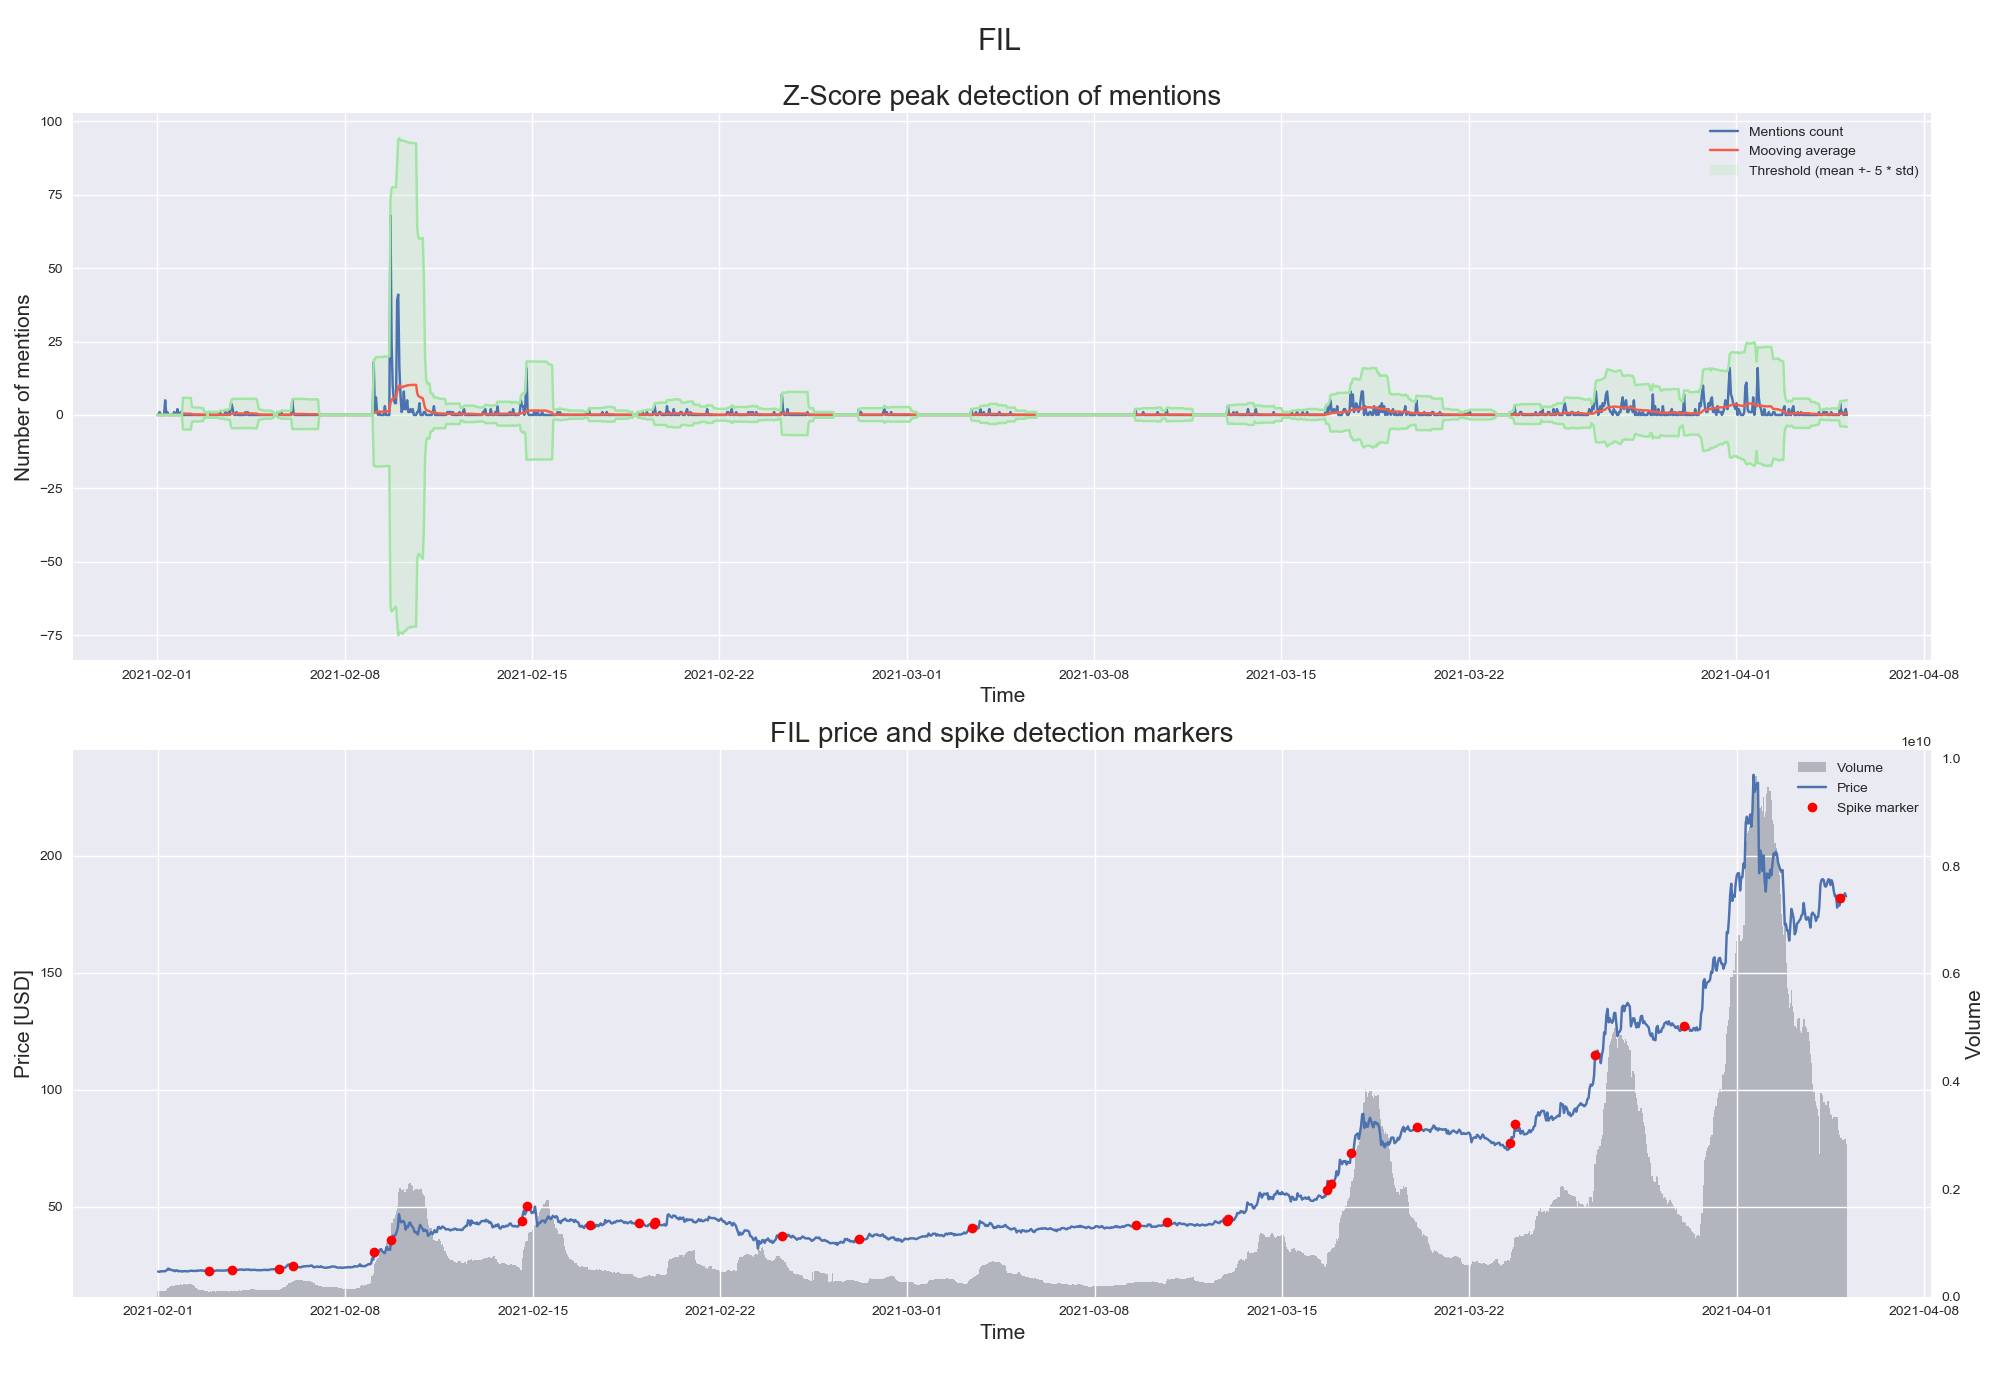 FIL
Z-Score peak detection of mentions
100
75
50
25
0
−25
−50
−75
Number of mentions
Mentions count
Mooving average
Threshold (mean +- 5 * std)
2021-02-01 2021-02-08 2021-02-15 2021-02-22 2021-03-01 2021-03-08 2021-03-15 2021-03-22 2021-04-01 2021-04-08
Time
FIL price and spike detection markers
1e10
200
150
100
50
Price [USD]
Volume
Price
Spike marker
1.0
0.8
0.6
0.4
0.2
0.0
Volume
2021-02-01 2021-02-08 2021-02-15 2021-02-22 2021-03-01 2021-03-08 2021-03-15 2021-03-22 2021-04-01 2021-04-08
Time